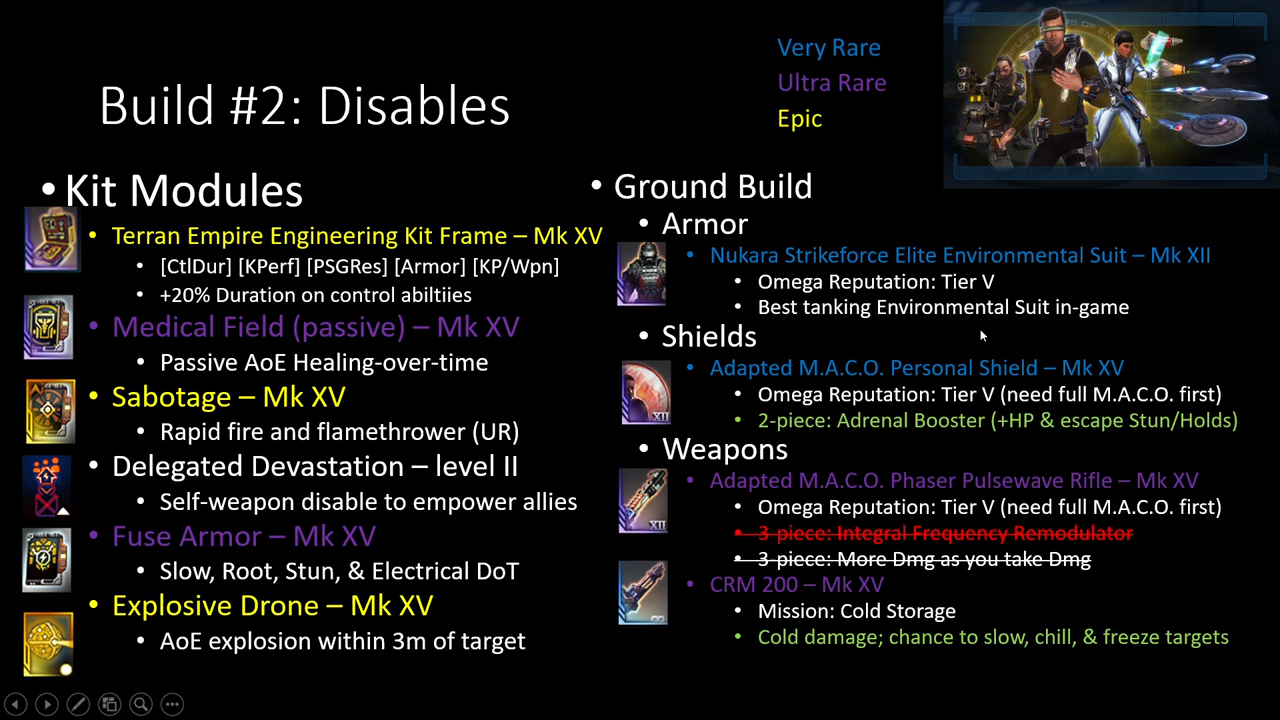 Build #2: Disables
Very Rare
Ultra Rare
Epic
• Kit Modules
• Terran Empire Engineering Kit Frame – Mk XV
• [CtlDur] [KPerf] [PSGRes] [Armor] [KP/Wpn]
• +20% Duration on control abiltiies
• Medical Field (passive) – Mk XV
• Passive AoE Healing-over-time
• Sabotage – Mk XV
• Rapid fire and flamethrower (UR)
• Delegated Devastation – level II
• Self-weapon disable to empower allies
• Fuse Armor – Mk XV
• Slow, Root, Stun, & Electrical DoT
• Explosive Drone – Mk XV
• AoE explosion within 3m of target
• Ground Build
• Armor
• Nukara Strikeforce Elite Environmental Suit – Mk XII
• Omega Reputation: Tier V
• Best tanking Environmental Suit in-game
• Shields
• Adapted M.A.C.O. Personal Shield – Mk XV
• Omega Reputation: Tier V (need full M.A.C.O. first)
• 2-piece: Adrenal Booster (+HP & escape Stun/Holds)
XII
• Weapons
• Adapted M.A.C.O. Phaser Pulsewave Rifle – Mk XV
• Omega Reputation: Tier V (need full M.A.C.O. first)
• 3-piece: Integral Frequency Remodulator
• 3-piece: More Dmg as you take Dmg
XII
• CRM 200 – Mk XV
• Mission: Cold Storage
• Cold damage; chance to slow, chill, & freeze targets